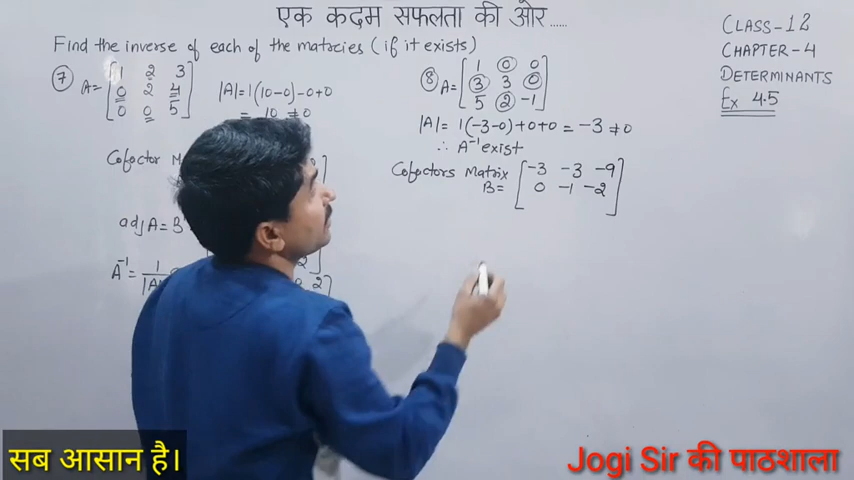 एक कदम सफलता की ओर......
Find the inverse of each of the matrcies (if it exists)
CLASS-12
CHAPTER-4
DETERMINANTS
Ex 4.5
7 A= [1 2 3
0 2 4
0 0 5]
|A|= 1(10-0)-0+0
= 10 ≠0
Cofactor M
adj A = B
A⁻¹ = 1/|A|
8 A= [1 0 0
3 3 0
5 2 -1]
|A|= 1(-3-0)+0+0 = -3 ≠0
∴ A⁻¹ exist
Cofactors Matrix
B= [-3 -3 -9
0 -1 -2]
सब आसान है।
Jogi Sir की पाठशाला